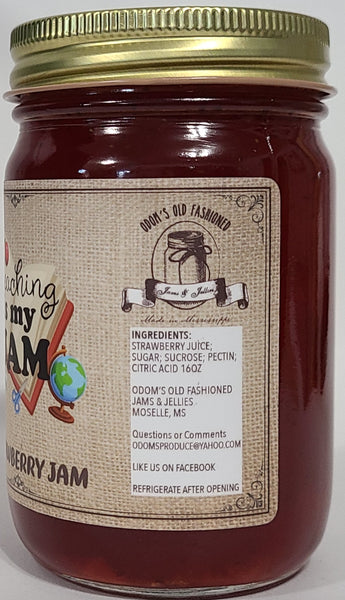 aching
my
AM
BERRY JAM
ODOM'S OLD FASHIONED
Jams & Jellies
Made in Mississippi
INGREDIENTS:
STRAWBERRY JUICE;
SUGAR; SUCROSE; PECTIN;
CITRIC ACID 16OZ
ODOM'S OLD FASHIONED
JAMS & JELLIES
MOSELLE, MS
Questions or Comments
ODOMSPRODUCE@YAHOO.COM
LIKE US ON FACEBOOK
REFRIGERATE AFTER OPENING